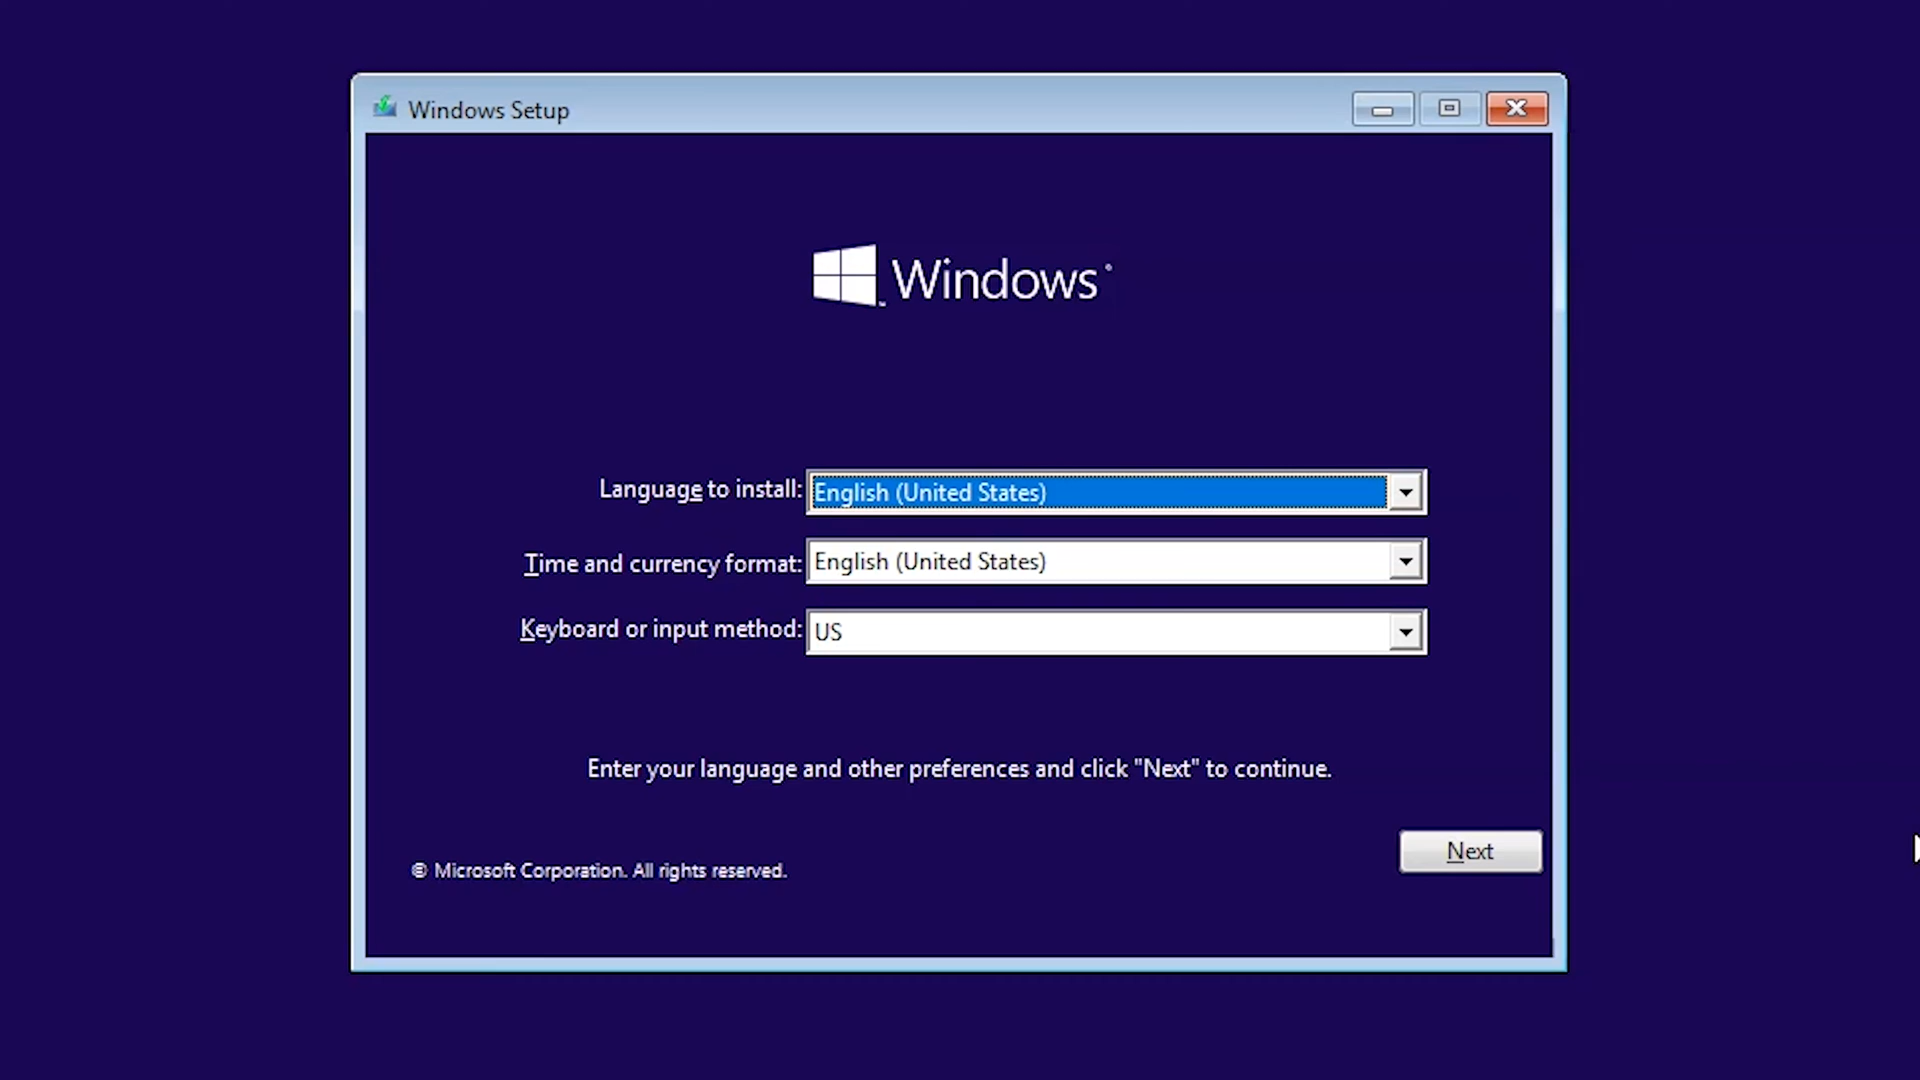 Windows Setup
Windows
Language to install: English (United States)
Time and currency format: English (United States)
Keyboard or input method: US
Enter your language and other preferences and click "Next" to continue.
Next
© Microsoft Corporation. All rights reserved.